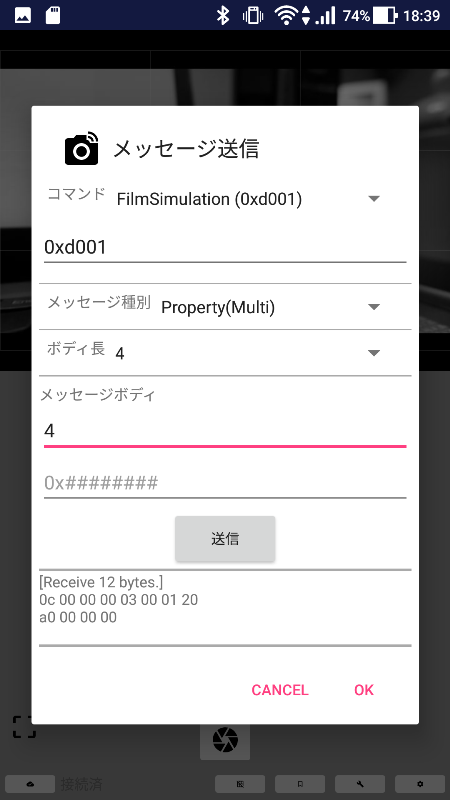 74% 18:39
メッセージ送信
コマンド FilmSimulation (0xd001)
0xd001
メッセージ種別 Property(Multi)
ボディ長 4
メッセージボディ
4
0x########
送信
[Receive 12 bytes.]
0c 00 00 00 03 00 01 20
a0 00 00 00
CANCEL OK
接続済